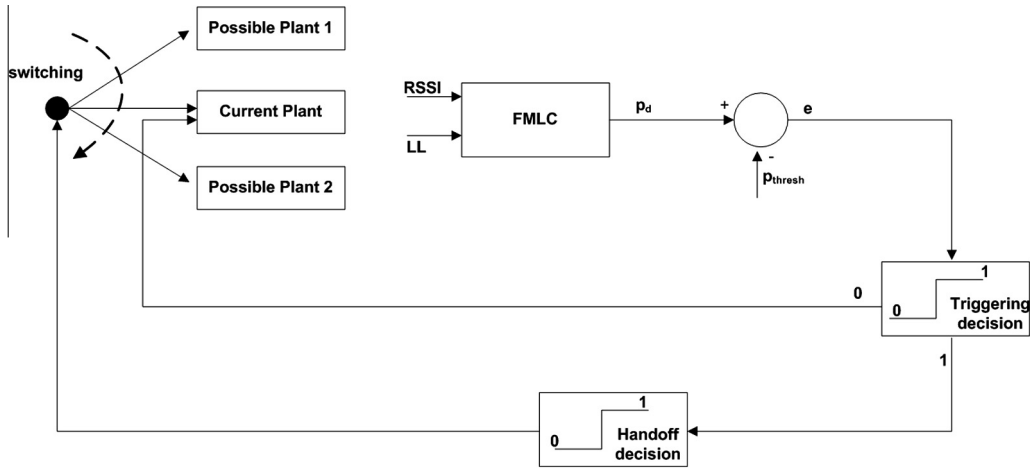 Possible Plant 1
switching
Current Plant
Possible Plant 2
RSSI
LL
FMLC
pd
+
e
-
pthresh
0
0
1
Triggering
decision
1
0
1
Handoff
decision